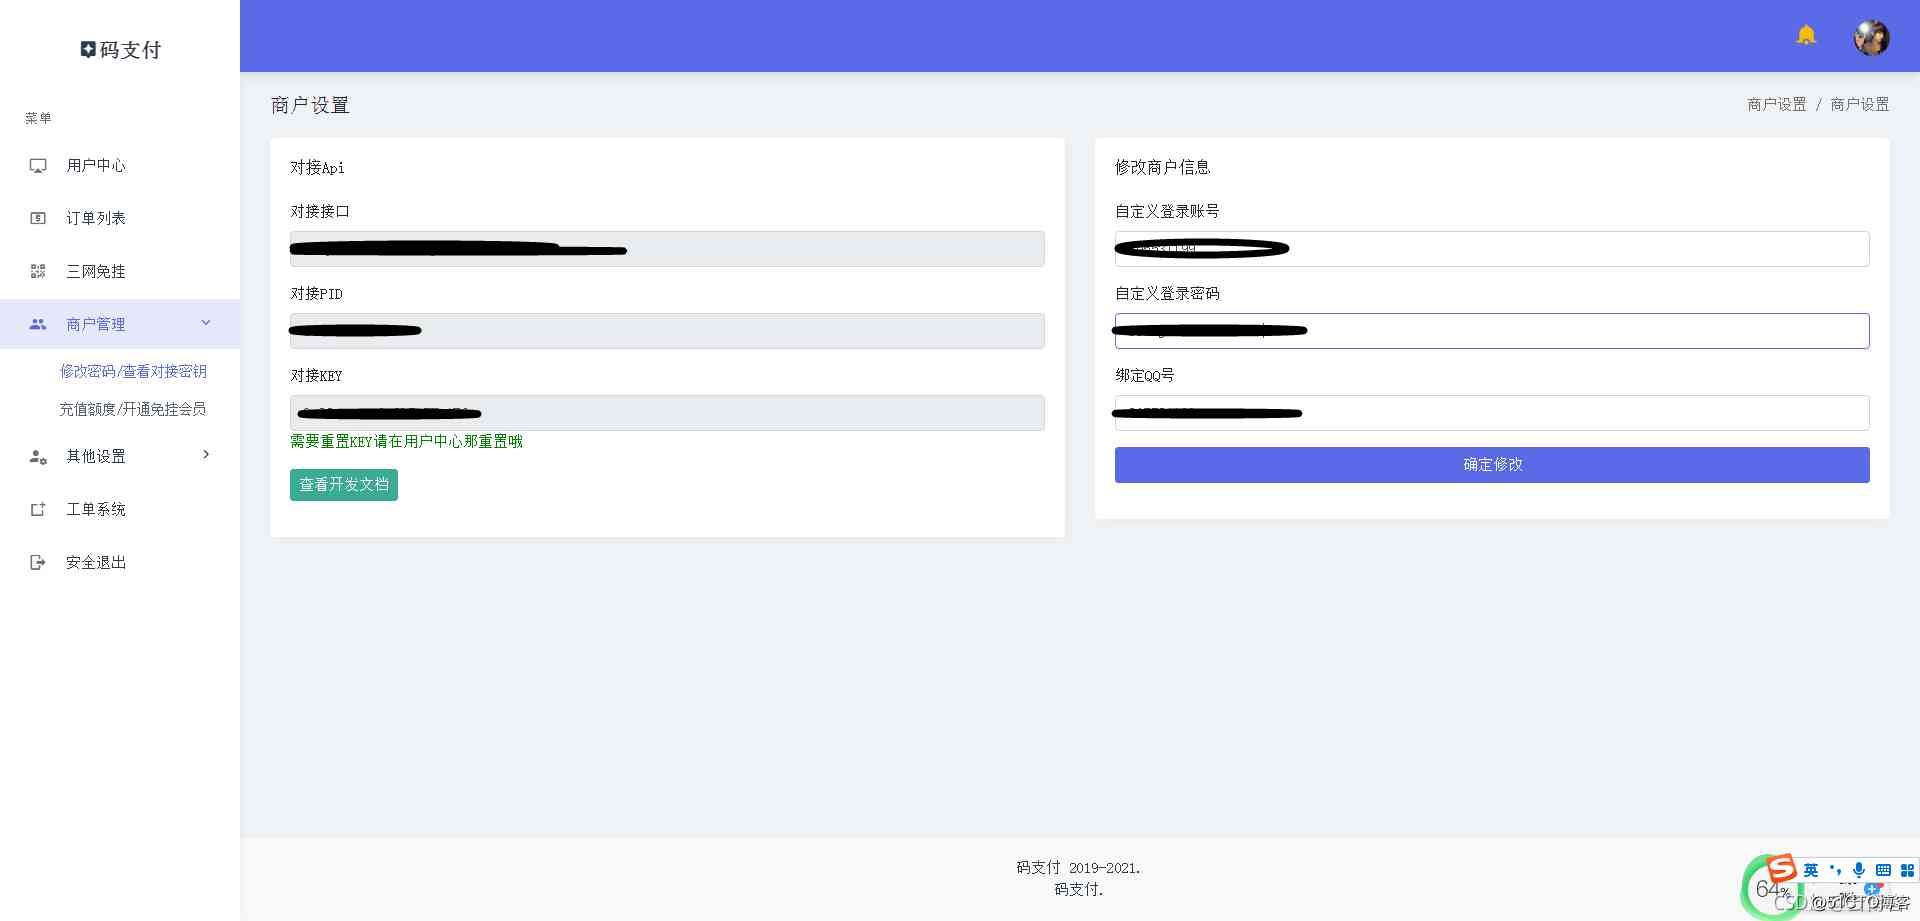 码支付
菜单
用户中心
订单列表
三网免挂
商户管理
修改密码/查看对接密钥
充值额度/开通免挂会员
其他设置
工单系统
安全退出
商户设置
商户设置 / 商户设置
对接Api
对接接口
对接PID
对接KEY
需要重置KEY请在用户中心那重置哦
查看开发文档
修改商户信息
自定义登录账号
自定义登录密码
绑定QQ号
确定修改
码支付 2019-2021.
码支付.
英
64%
@51CTO博客